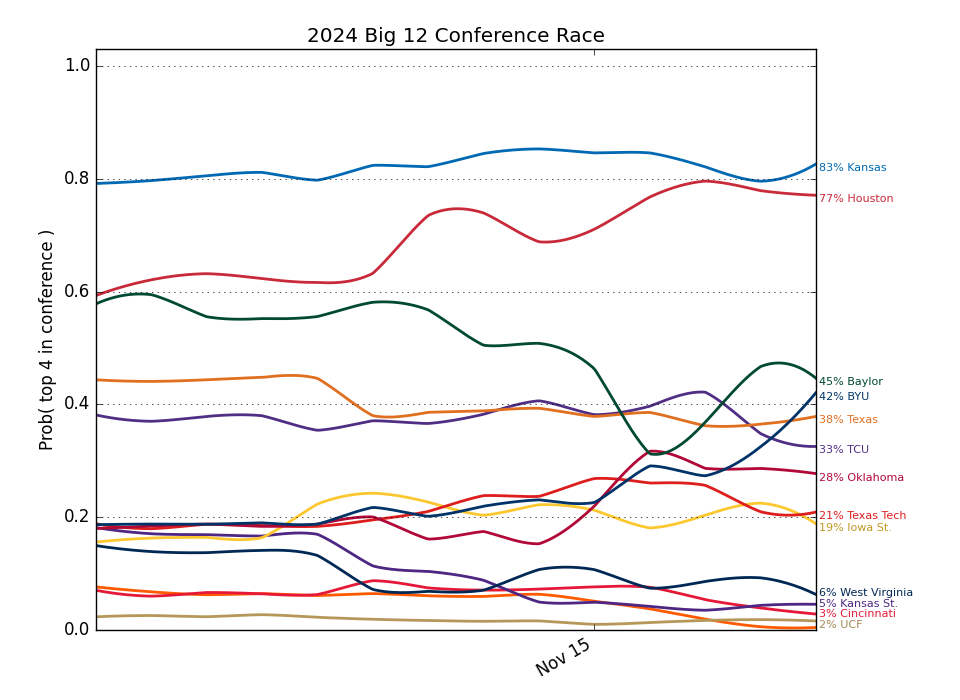 2024 Big 12 Conference Race
Prob( top 4 in conference )
1.0
0.8
0.6
0.4
0.2
0.0
Nov 15
83% Kansas
77% Houston
45% Baylor
42% BYU
38% Texas
33% TCU
28% Oklahoma
21% Texas Tech
19% Iowa St.
6% West Virginia
5% Kansas St.
3% Cincinnati
2% UCF